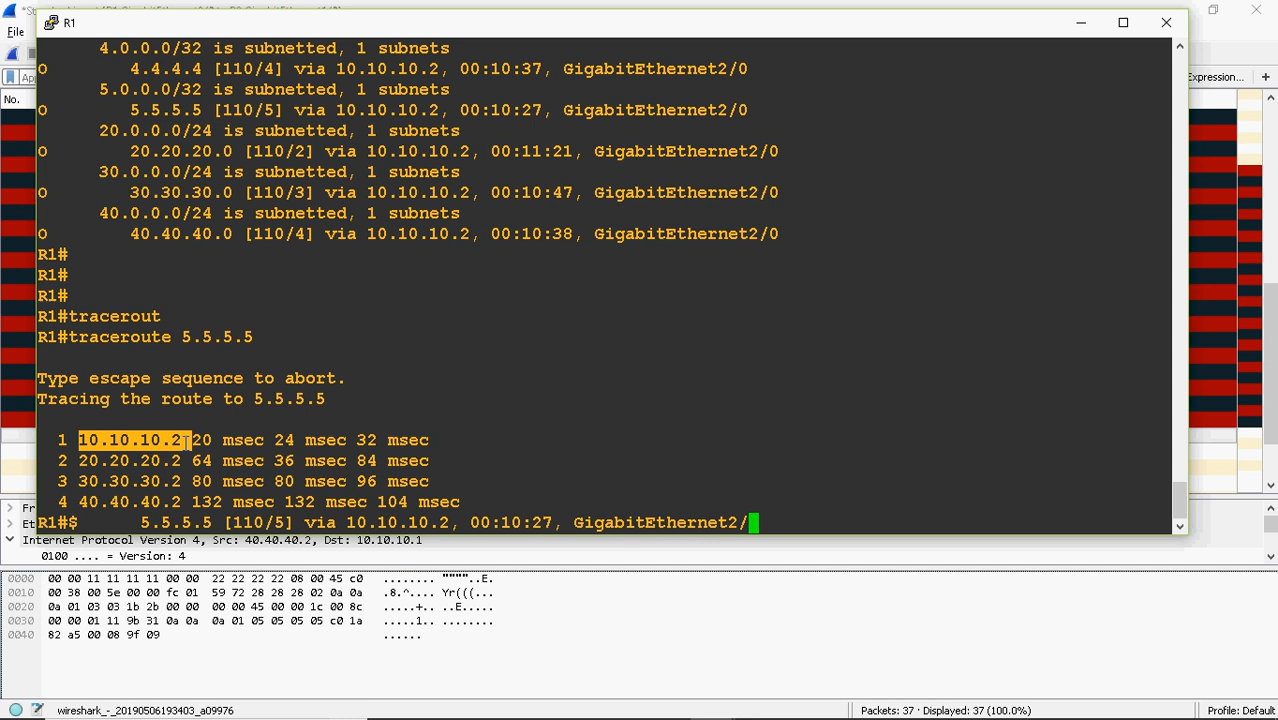 R1
File
Expression...
+
No.
4.0.0.0/32 is subnetted, 1 subnets
O 4.4.4.4 [110/4] via 10.10.10.2, 00:10:37, GigabitEthernet2/0
5.0.0.0/32 is subnetted, 1 subnets
O 5.5.5.5 [110/5] via 10.10.10.2, 00:10:27, GigabitEthernet2/0
20.0.0.0/24 is subnetted, 1 subnets
O 20.20.20.0 [110/2] via 10.10.10.2, 00:11:21, GigabitEthernet2/0
30.0.0.0/24 is subnetted, 1 subnets
O 30.30.30.0 [110/3] via 10.10.10.2, 00:10:47, GigabitEthernet2/0
40.0.0.0/24 is subnetted, 1 subnets
O 40.40.40.0 [110/4] via 10.10.10.2, 00:10:38, GigabitEthernet2/0
R1#
R1#
R1#
R1#tracerout
R1#traceroute 5.5.5.5
Type escape sequence to abort.
Tracing the route to 5.5.5.5
1 10.10.10.2 20 msec 24 msec 32 msec
2 20.20.20.2 64 msec 36 msec 84 msec
3 30.30.30.2 80 msec 80 msec 96 msec
4 40.40.40.2 132 msec 132 msec 104 msec
R1#$ 5.5.5.5 [110/5] via 10.10.10.2, 00:10:27, GigabitEthernet2/
Internet Protocol Version 4, Src: 40.40.40.2, Dst: 10.10.10.1
0100 .... = Version: 4
0000 00 00 11 11 11 11 00 00 22 22 22 22 08 00 45 c0 ........ """"..E.
0010 00 38 00 5e 00 00 fc 01 59 72 28 28 28 02 0a 0a .8.^.... Yr(((...
0020 0a 01 03 03 1b 2b 00 00 00 00 45 00 00 1c 00 8c .....+.. ..E.....
0030 00 00 01 11 9b 31 0a 0a 0a 01 05 05 05 05 c0 1a .....1.. ........
0040 82 a5 00 08 9f 09 ......
wireshark_-_20190506193403_a09976
Packets: 37 · Displayed: 37 (100.0%)
Profile: Default